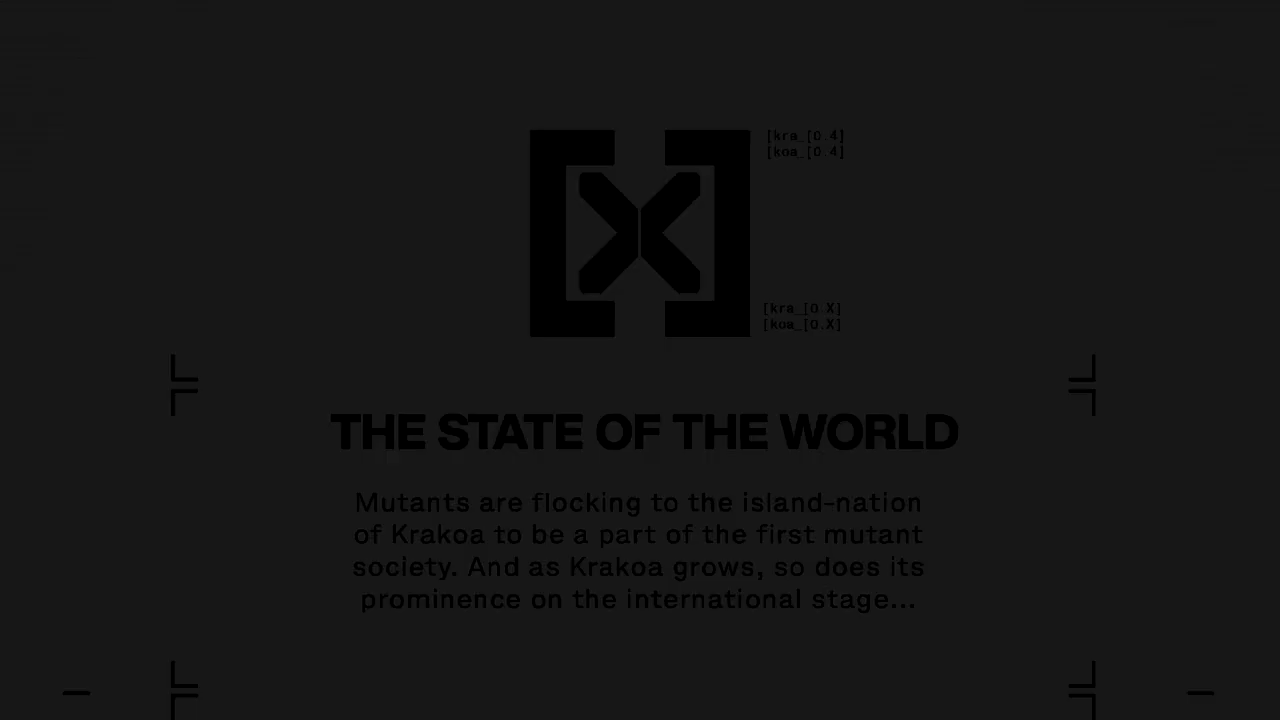 [kra_[0.4]
[koa_[0.4]
X
[kra_[0.X]
[koa_[0.X]
THE STATE OF THE WORLD
Mutants are flocking to the island-nation
of Krakoa to be a part of the first mutant
society. And as Krakoa grows, so does its
prominence on the international stage...